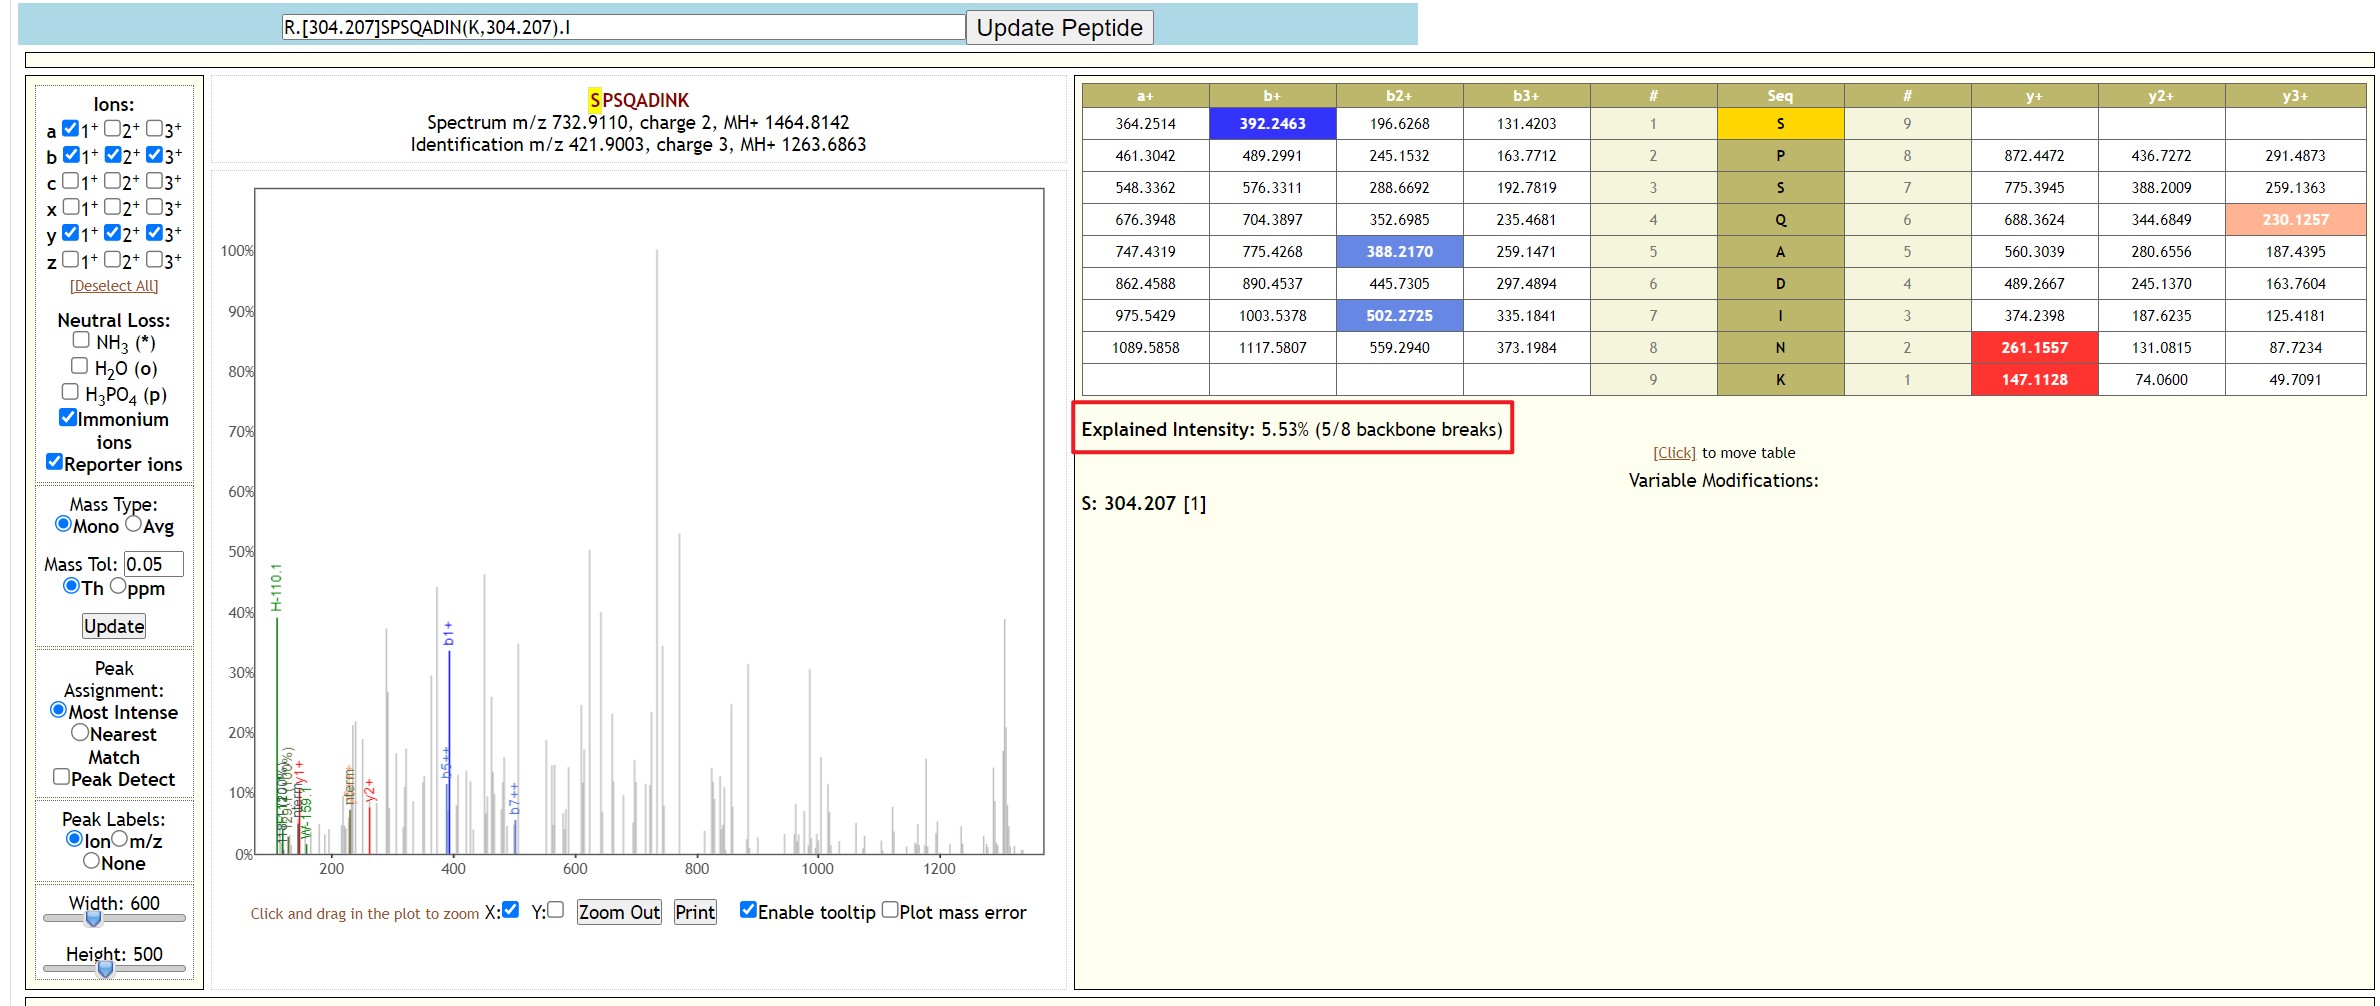 R.[304.207]SPSQADIN(K,304.207).I Update Peptide
Ions:
a 1+ 2+ 3+
b 1+ 2+ 3+
c 1+ 2+ 3+
x 1+ 2+ 3+
y 1+ 2+ 3+
z 1+ 2+ 3+
[Deselect All]
Neutral Loss:
NH3 (*)
H2O (o)
H3PO4 (p)
Immonium
ions
Reporter ions
Mass Type:
Mono Avg
Mass Tol: 0.05
Th ppm
Update
Peak
Assignment:
Most Intense
Nearest
Match
Peak Detect
Peak Labels:
Ion m/z
None
Width: 600
Height: 500
SPSQADINK
Spectrum m/z 732.9110, charge 2, MH+ 1464.8142
Identification m/z 421.9003, charge 3, MH+ 1263.6863
100%
90%
80%
70%
60%
50%
40%
30%
20%
10%
0%
H-110.1
y1+
W-159.1
nterm
y2+
b5++
b1+
b7++
200 400 600 800 1000 1200
Click and drag in the plot to zoom X: Y: Zoom Out Print Enable tooltip Plot mass error
a+ b+ b2+ b3+ # Seq # y+ y2+ y3+
364.2514 392.2463 196.6268 131.4203 1 S 9
461.3042 489.2991 245.1532 163.7712 2 P 8 872.4472 436.7272 291.4873
548.3362 576.3311 288.6692 192.7819 3 S 7 775.3945 388.2009 259.1363
676.3948 704.3897 352.6985 235.4681 4 Q 6 688.3624 344.6849 230.1257
747.4319 775.4268 388.2170 259.1471 5 A 5 560.3039 280.6556 187.4395
862.4588 890.4537 445.7305 297.4894 6 D 4 489.2667 245.1370 163.7604
975.5429 1003.5378 502.2725 335.1841 7 I 3 374.2398 187.6235 125.4181
1089.5858 1117.5807 559.2940 373.1984 8 N 2 261.1557 131.0815 87.7234
9 K 1 147.1128 74.0600 49.7091
Explained Intensity: 5.53% (5/8 backbone breaks)
[Click] to move table
Variable Modifications:
S: 304.207 [1]